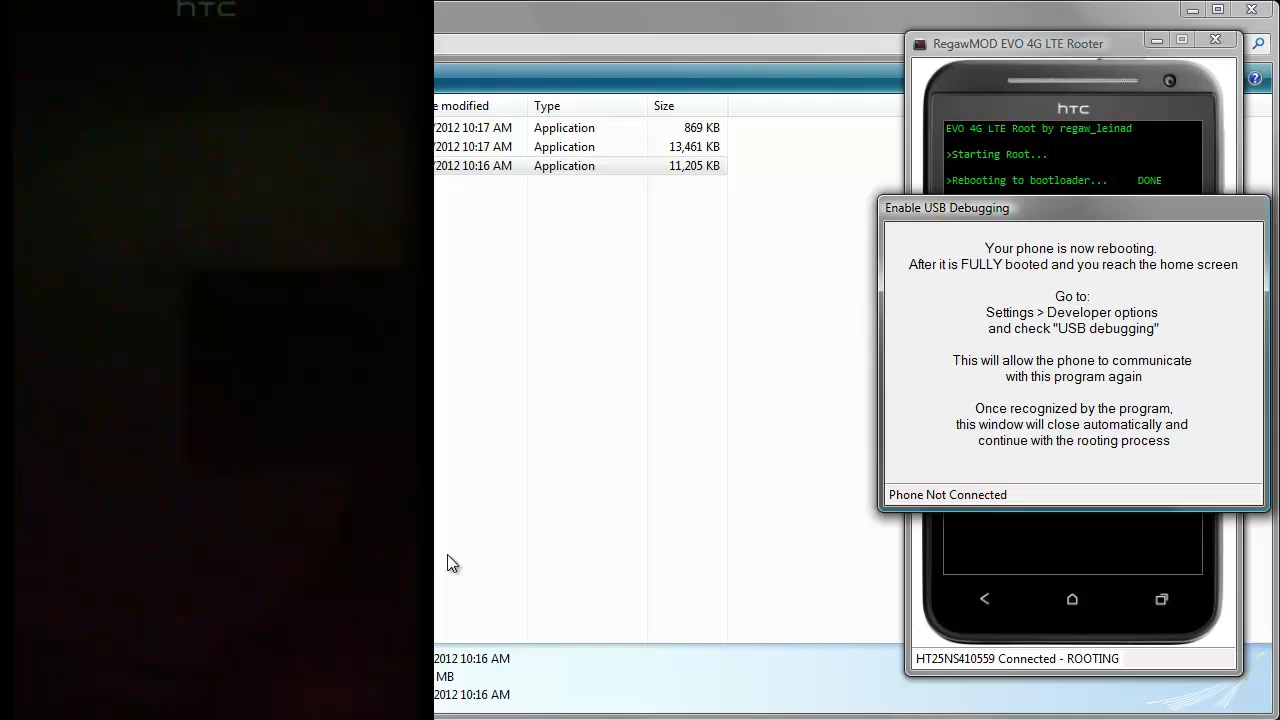 hTC
e modified Type Size
/2012 10:17 AM Application 869 KB
/2012 10:17 AM Application 13,461 KB
/2012 10:16 AM Application 11,205 KB
2012 10:16 AM
MB
2012 10:16 AM
RegawMOD EVO 4G LTE Rooter
hTC
EVO 4G LTE Root by regaw_leinad
>Starting Root...
>Rebooting to bootloader... DONE
Enable USB Debugging
Your phone is now rebooting.
After it is FULLY booted and you reach the home screen
Go to:
Settings > Developer options
and check "USB debugging"
This will allow the phone to communicate
with this program again
Once recognized by the program,
this window will close automatically and
continue with the rooting process
Phone Not Connected
HT25NS410559 Connected - ROOTING